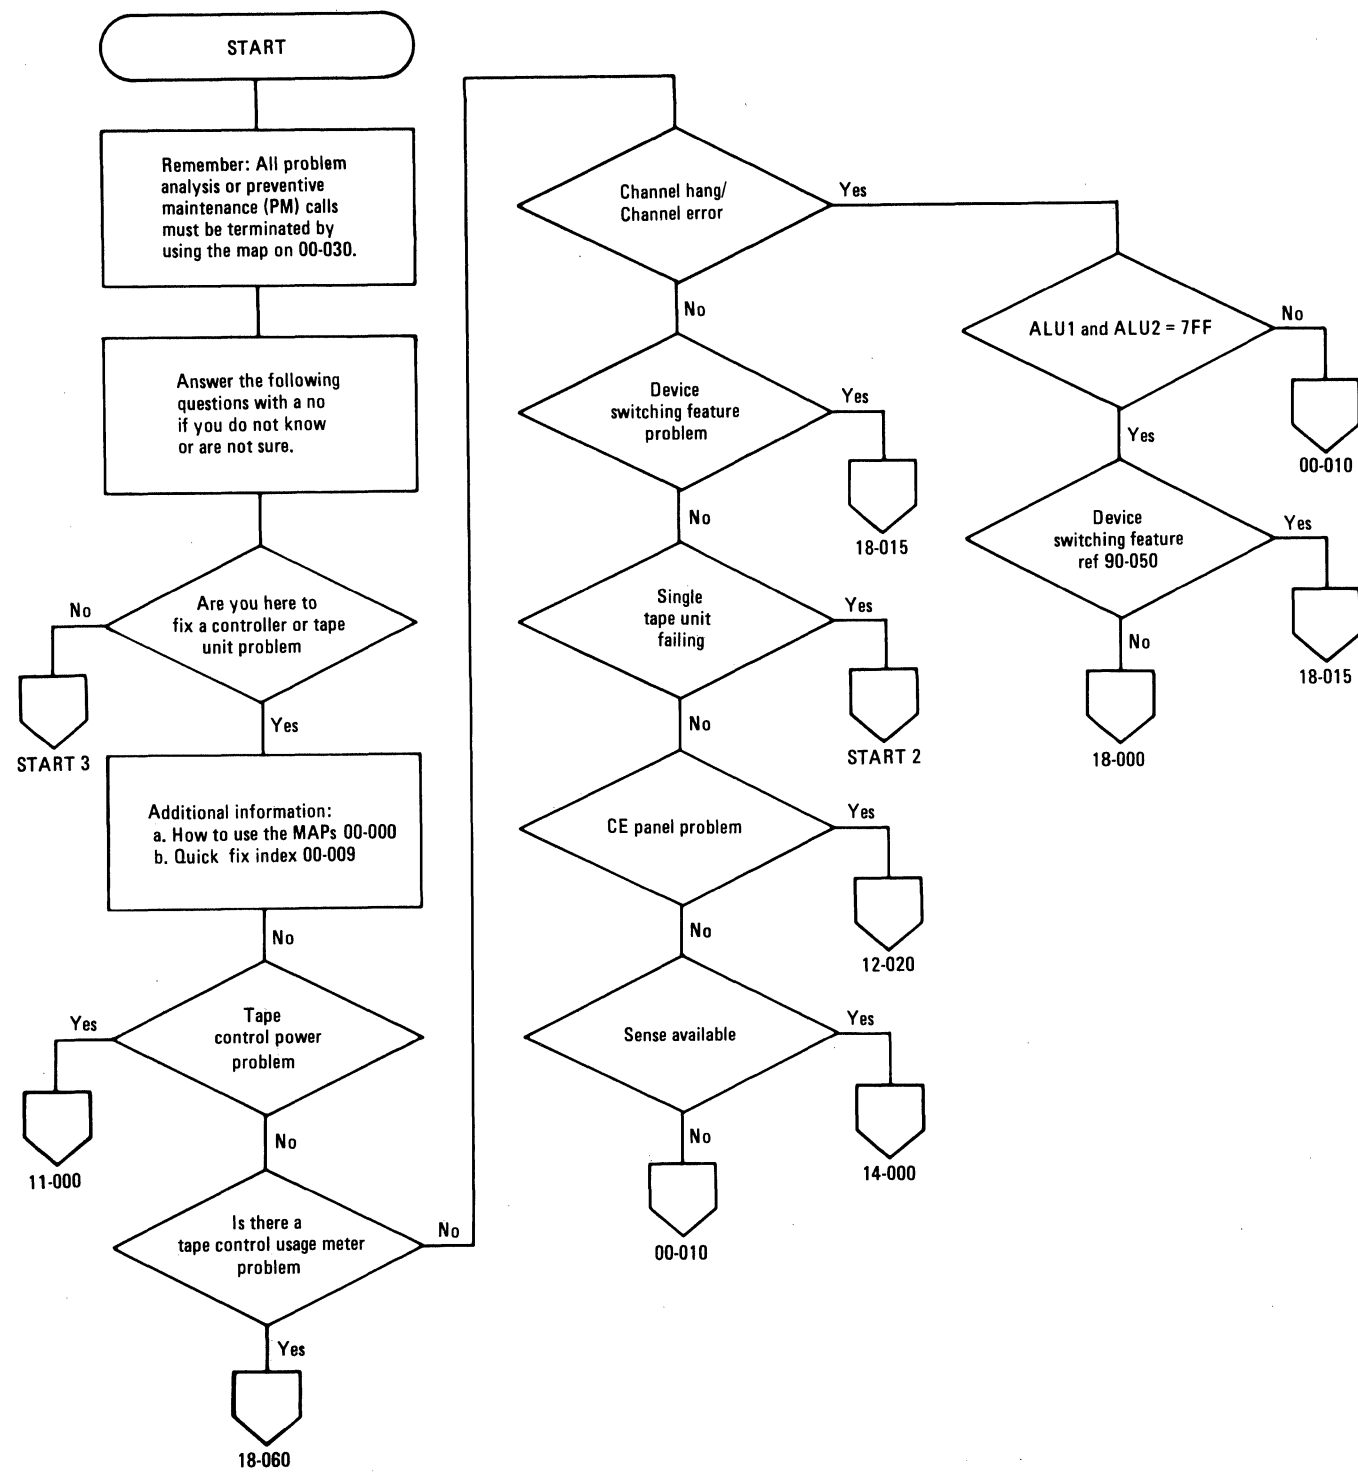 START
Remember: All problem
analysis or preventive
maintenance (PM) calls
must be terminated by
using the map on 00-030.
Answer the following
questions with a no
if you do not know
or are not sure.
Are you here to
fix a controller or tape
unit problem
No
START 3
Yes
Additional information:
a. How to use the MAPs 00-000
b. Quick fix index 00-009
No
Tape
control power
problem
Yes
11-000
No
Is there a
tape control usage meter
problem
No
Yes
18-060
Channel hang/
Channel error
Yes
No
Device
switching feature
problem
Yes
18-015
No
Single
tape unit
failing
Yes
START 2
No
CE panel problem
Yes
12-020
No
Sense available
Yes
14-000
No
00-010
ALU1 and ALU2 = 7FF
No
00-010
Yes
Device
switching feature
ref 90-050
Yes
18-015
No
18-000